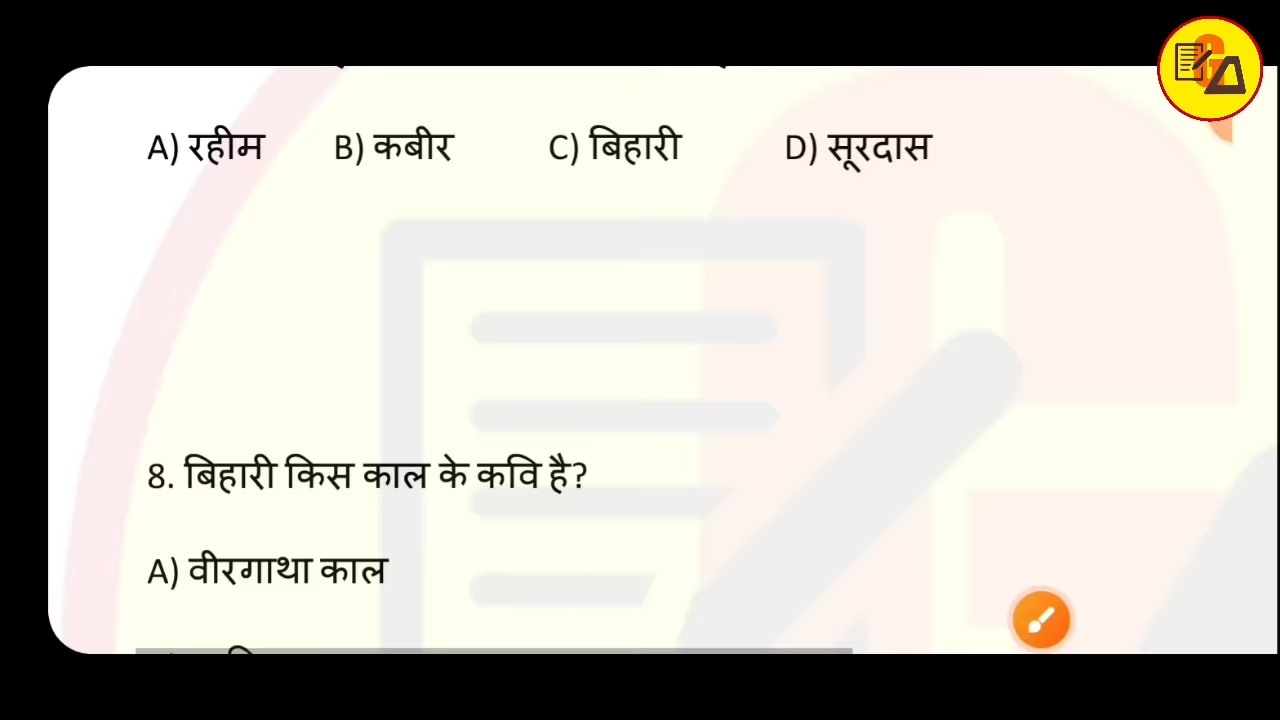 A) रहीम B) कबीर C) बिहारी D) सूरदास
8. बिहारी किस काल के कवि है?
A) वीरगाथा काल